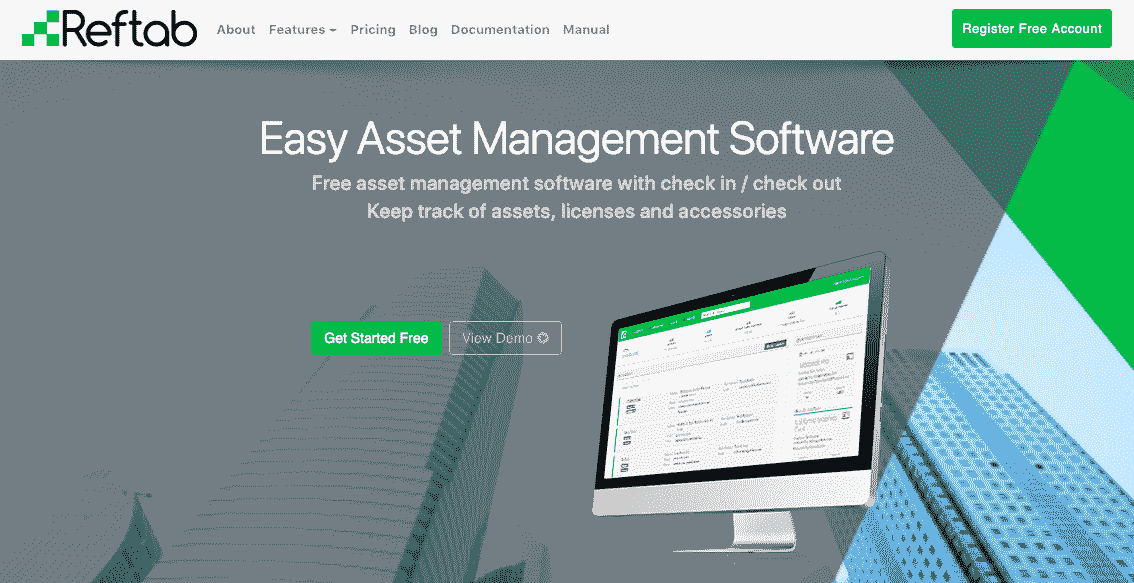 Reftab
About
Features
Pricing
Blog
Documentation
Manual
Register Free Account
Easy Asset Management Software
Free asset management software with check in / check out
Keep track of assets, licenses and accessories
Get Started Free
View Demo